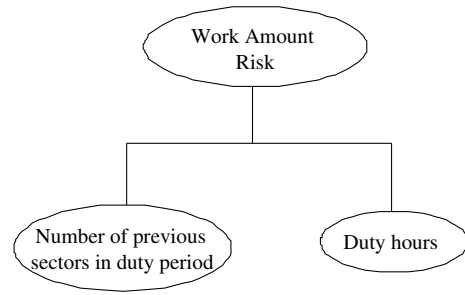 Work Amount
Risk
Number of previous
sectors in duty period
Duty hours